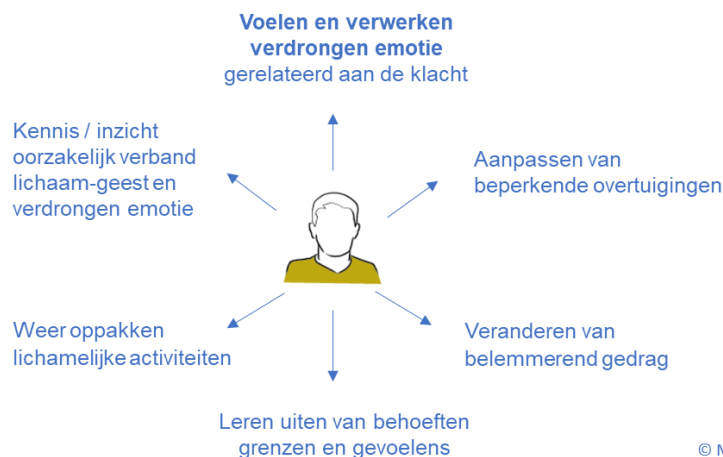 Voelen en verwerken
verdrongen emotie
gerelateerd aan de klacht
Kennis / inzicht
oorzakelijk verband
lichaam-geest en
verdrongen emotie
Aanpassen van
beperkende overtuigingen
Weer oppakken
lichamelijke activiteiten
Veranderen van
belemmerend gedrag
Leren uiten van behoeften
grenzen en gevoelens
©